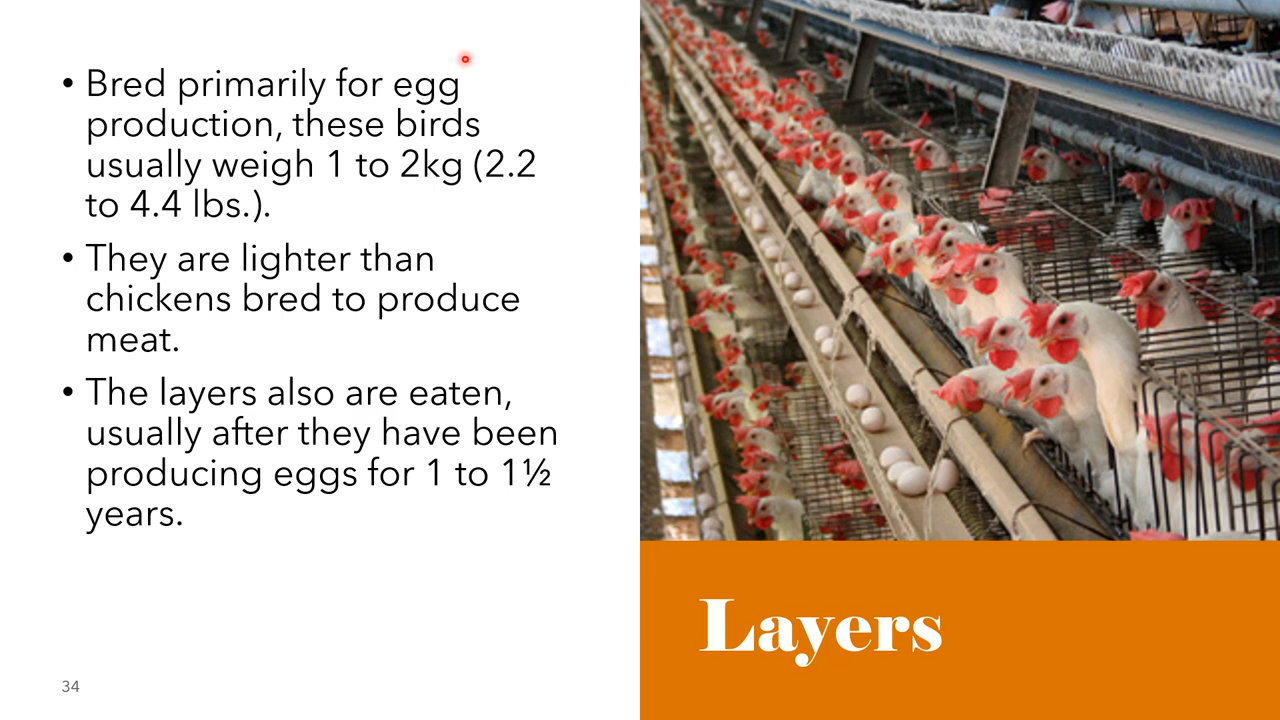 • Bred primarily for egg
production, these birds
usually weigh 1 to 2kg (2.2
to 4.4 lbs.).
• They are lighter than
chickens bred to produce
meat.
• The layers also are eaten,
usually after they have been
producing eggs for 1 to 1½
years.
Layers
34